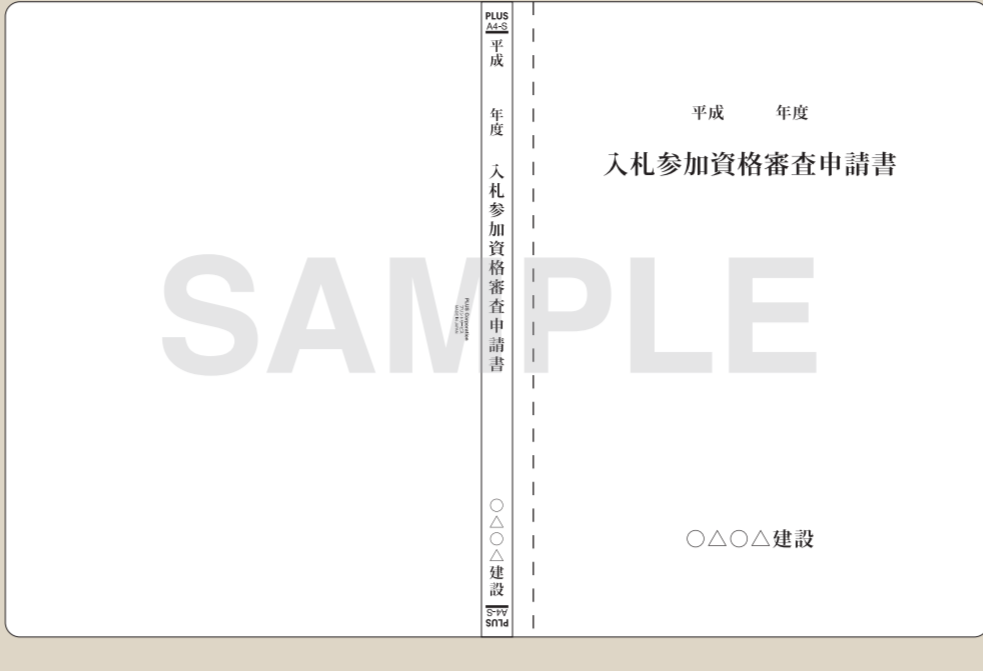 PLUS
A4-S
平成 年度 入札参加資格審査申請書 ○△○△建設
A4-S
PLUS
PLUS Corporation
平成 年度
入札参加資格審査申請書
○△○△建設
SAMPLE